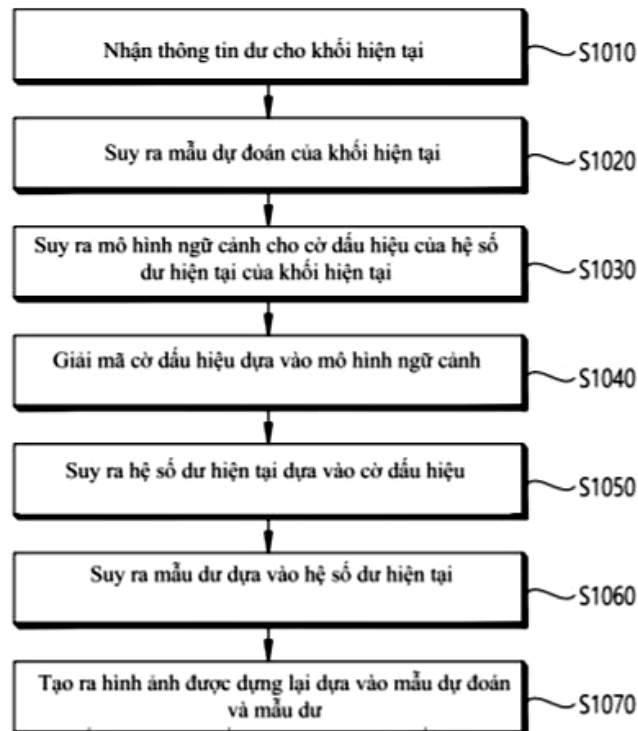 Nhận thông tin dư cho khối hiện tại
S1010
Suy ra mẫu dự đoán của khối hiện tại
S1020
Suy ra mô hình ngữ cảnh cho cờ dấu hiệu của hệ số
dư hiện tại của khối hiện tại
S1030
Giải mã cờ dấu hiệu dựa vào mô hình ngữ cảnh
S1040
Suy ra hệ số dư hiện tại dựa vào cờ dấu hiệu
S1050
Suy ra mẫu dư dựa vào hệ số dư hiện tại
S1060
Tạo ra hình ảnh được dựng lại dựa vào mẫu dự đoán
và mẫu dư
S1070